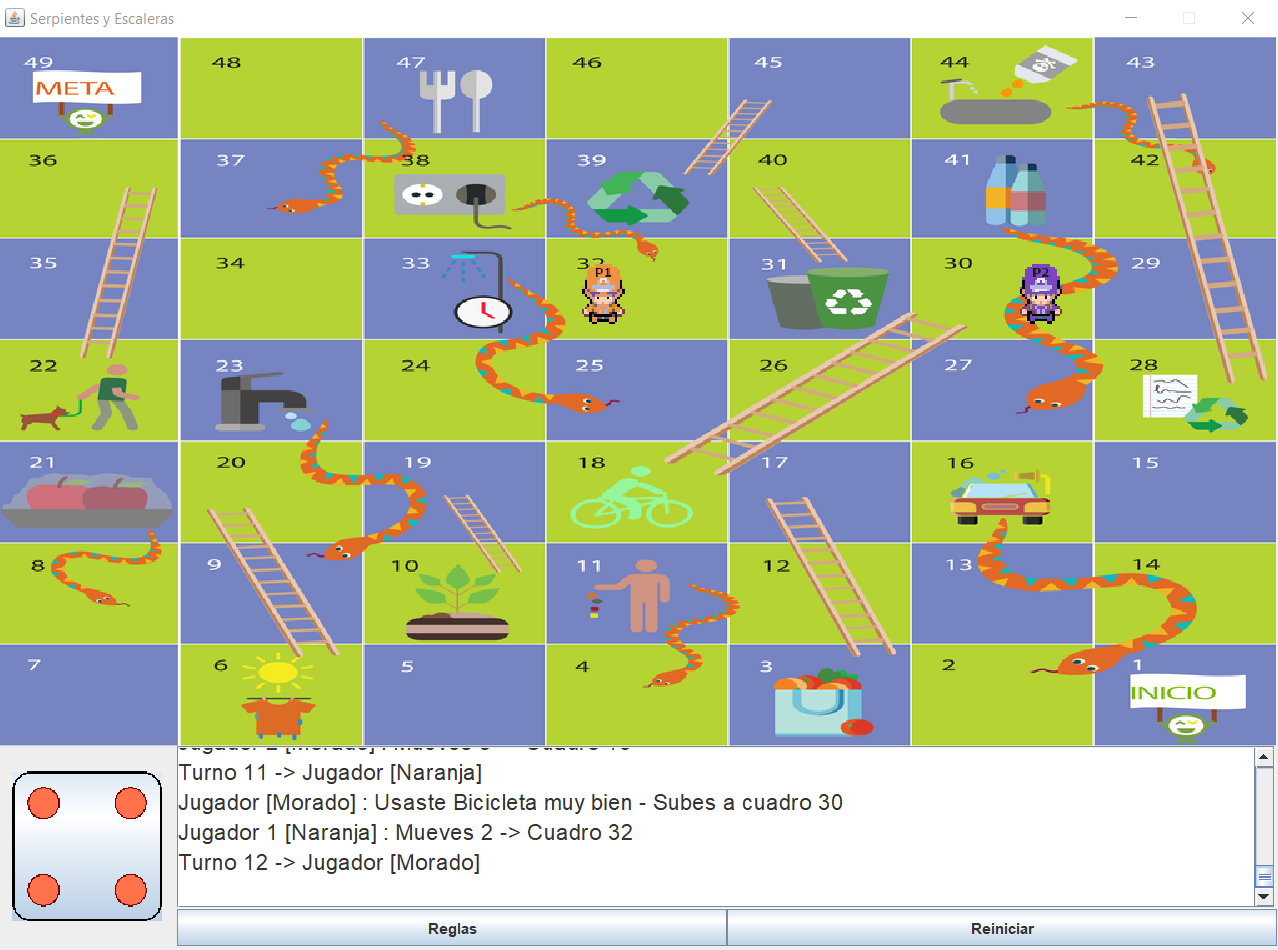 Serpientes y Escaleras
49 48 47 46 45 44 43
META
36 37 38 39 40 41 42
35 34 33 32 31 30 29
P1 P2
22 23 24 25 26 27 28
21 20 19 18 17 16 15
8 9 10 11 12 13 14
7 6 5 4 3 2 1
INICIO
Turno 11 -> Jugador [Naranja]
Jugador [Morado] : Usaste Bicicleta muy bien - Subes a cuadro 30
Jugador 1 [Naranja] : Mueves 2 -> Cuadro 32
Turno 12 -> Jugador [Morado]
Reglas Reiniciar